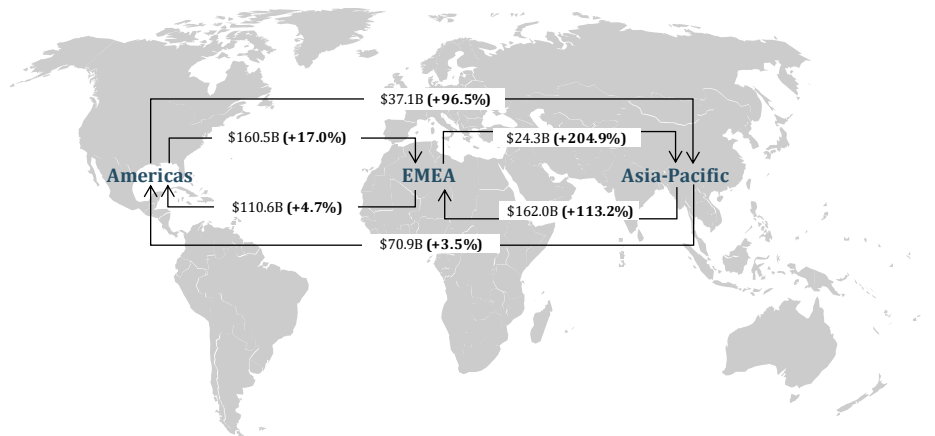 $37.1B (+96.5%)
$160.5B (+17.0%)
$24.3B (+204.9%)
Americas
EMEA
Asia-Pacific
$110.6B (+4.7%)
$162.0B (+113.2%)
$70.9B (+3.5%)